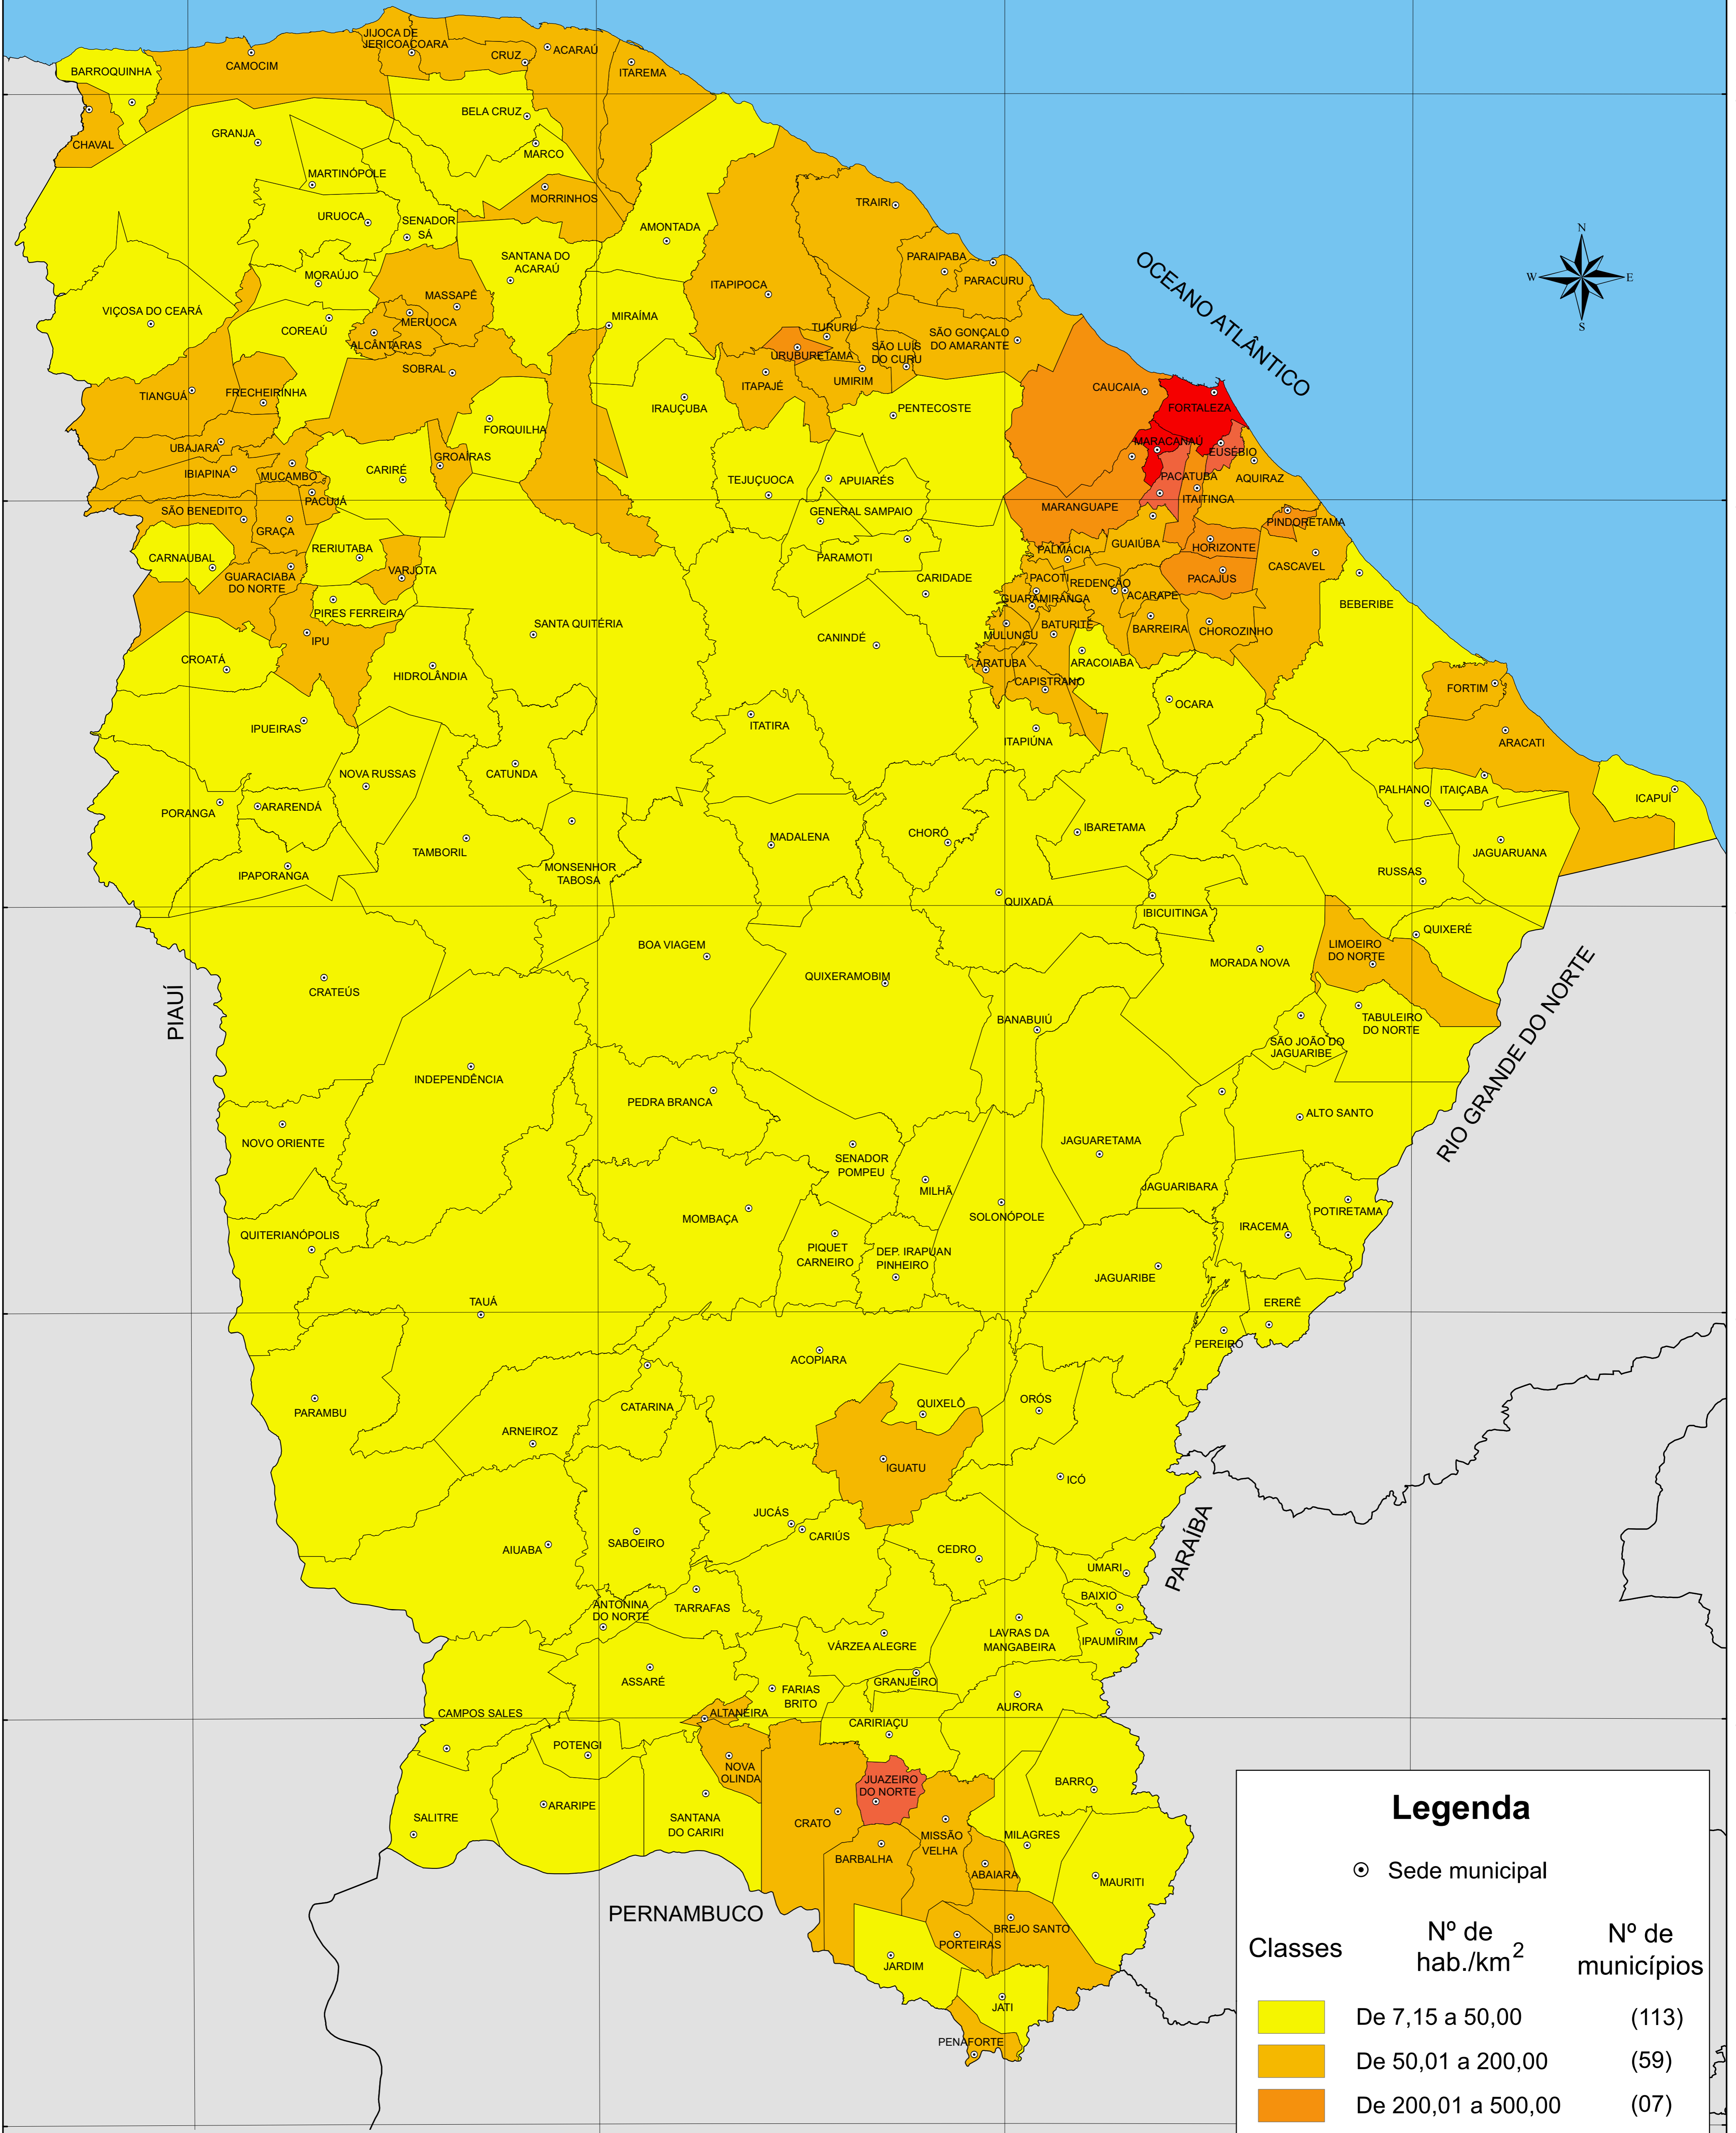 JIJOCA DE
JERICOACOARA
CRUZ
ACARAÚ
BARROQUINHA
CAMOCIM
ITAREMA
CHAVAL
GRANJA
BELA CRUZ
MARCO
MARTINÓPOLE
MORRINHOS
URUOCA
SENADOR
SÁ
AMONTADA
TRAIRI
N
W
E
S
OCEANO ATLÂNTICO
SANTANA DO
ACARAÚ
MORAÚJO
MASSAPÊ
MERUOCA
ALCÂNTARAS
VIÇOSA DO CEARÁ
COREAÚ
MIRAÍMA
ITAPIPOCA
PARAIPABA
PARACURU
TURURU
URUBURETAMA
SÃO LUÍS
DO CURU
SÃO GONÇALO
DO AMARANTE
SOBRAL
ITAPAJÉ
UMIRIM
TIANGUÁ
FRECHEIRINHA
IRAUÇUBA
PENTECOSTE
CAUCAIA
FORTALEZA
FORQUILHA
UBAJARA
MARACANAÚ
EUSÉBIO
IBIAPINA
MUCAMBO
CARIRÉ
GROAÍRAS
TEJUÇUOCA
APUIARÉS
PACATUBA
AQUIRAZ
PACUJÁ
ITAITINGA
SÃO BENEDITO
GRAÇA
GENERAL SAMPAIO
MARANGUAPE
PINDORETAMA
CARNAUBAL
RERIUTABA
PARAMOTI
PALMÁCIA
GUAIÚBA
HORIZONTE
GUARACIABA
DO NORTE
VARJOTA
CARIDADE
PACOTI
REDENÇÃO
PACAJUS
CASCAVEL
PIRES FERREIRA
GUARAMIRANGA
ACARAPE
BEBERIBE
IPU
SANTA QUITÉRIA
CANINDÉ
MULUNGU
BATURITÉ
BARREIRA
CHOROZINHO
CROATÁ
HIDROLÂNDIA
ARATUBA
ARACOIABA
CAPISTRANO
FORTIM
OCARA
IPUEIRAS
ITATIRA
ITAPIÚNA
ARACATI
NOVA RUSSAS
CATUNDA
PORANGA
ARARENDÁ
PALHANO
ITAIÇABA
ICAPUÍ
TAMBORIL
MADALENA
CHORÓ
IBARETAMA
JAGUARUANA
IPAPORANGA
MONSENHOR
TABOSA
RUSSAS
QUIXADÁ
IBICUITINGA
QUIXERÉ
BOA VIAGEM
LIMOEIRO
DO NORTE
MORADA NOVA
CRATEÚS
QUIXERAMOBIM
PIAUÍ
BANABUIÚ
TABULEIRO
DO NORTE
SÃO JOÃO DO
JAGUARIBE
RIO GRANDE DO NORTE
INDEPENDÊNCIA
PEDRA BRANCA
ALTO SANTO
NOVO ORIENTE
JAGUARETAMA
SENADOR
POMPEU
MILHÃ
JAGUARIBARA
POTIRETAMA
MOMBAÇA
SOLONÓPOLE
IRACEMA
QUITERIANÓPOLIS
PIQUET
CARNEIRO
DEP. IRAPUAN
PINHEIRO
JAGUARIBE
TAUÁ
ERERÊ
PEREIRO
ACOPIARA
PARAMBU
CATARINA
QUIXELÔ
ORÓS
ARNEIROZ
IGUATU
ICÓ
JUCÁS
CARIÚS
PARAÍBA
AIUABA
SABOEIRO
CEDRO
UMARI
BAIXIO
ANTONINA
DO NORTE
TARRAFAS
LAVRAS DA
MANGABEIRA
IPAUMIRIM
VÁRZEA ALEGRE
ASSARÉ
GRANJEIRO
FARIAS
BRITO
AURORA
CAMPOS SALES
ALTANEIRA
CARIRIAÇU
POTENGI
NOVA
OLINDA
JUAZEIRO
DO NORTE
BARRO
SALITRE
ARARIPE
SANTANA
DO CARIRI
CRATO
MISSÃO
VELHA
MILAGRES
BARBALHA
ABAIARA
MAURITI
PERNAMBUCO
BREJO SANTO
PORTEIRAS
JARDIM
JATI
PENAFORTE
Legenda
Sede municipal
Classes
Nº de
hab./km2
Nº de
municípios
De 7,15 a 50,00 (113)
De 50,01 a 200,00 (59)
De 200,01 a 500,00 (07)